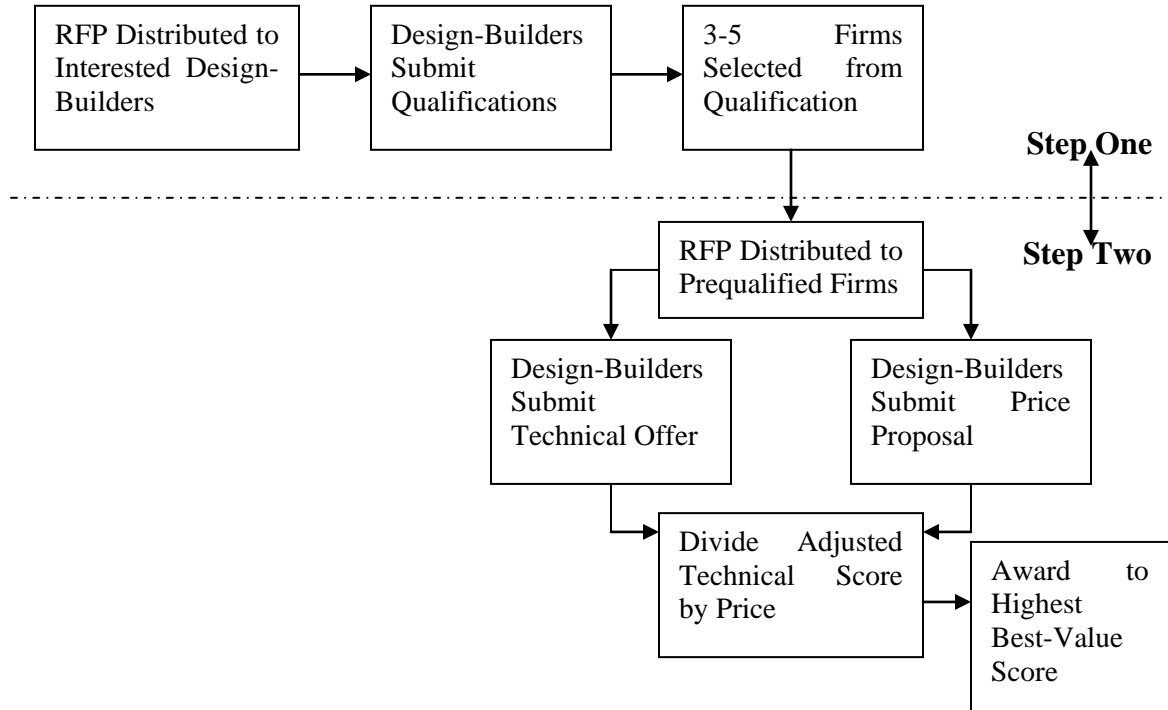 RFP Distributed to
Interested Design-
Builders
Design-Builders
Submit
Qualifications
3-5 Firms
Selected from
Qualification
Step One
Step Two
RFP Distributed to
Prequalified Firms
Design-Builders
Submit
Technical Offer
Design-Builders
Submit Price
Proposal
Divide Adjusted
Technical Score
by Price
Award to
Highest
Best-Value
Score